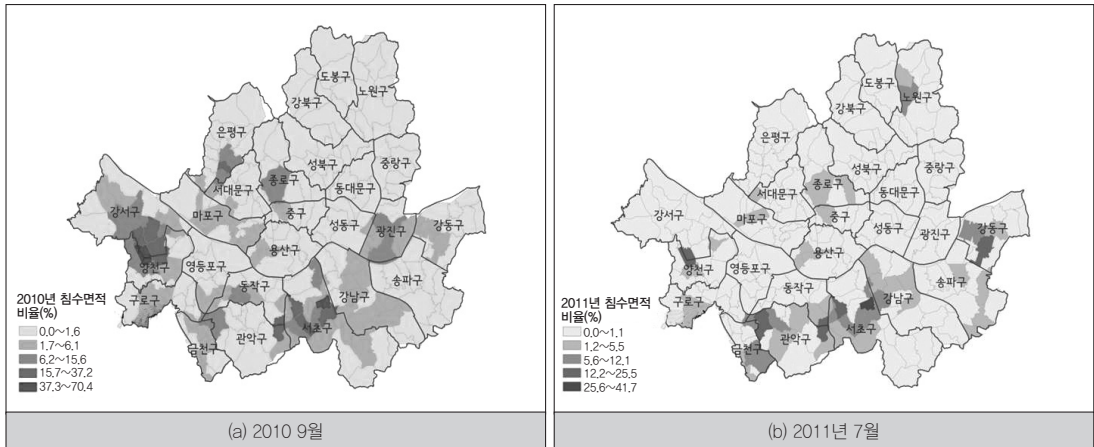 도봉구
노원구
강북구
은평구
성북구
중랑구
종로구
서대문구
동대문구
강서구
마포구
중구
성동구
광진구
강동구
용산구
양천구
영등포구
송파구
동작구
강남구
구로구
서초구
관악구
금천구
2010년 침수면적
비율(%)
0.0~1.6
1.7~6.1
6.2~15.6
15.7~37.2
37.3~70.4
(a) 2010 9월
도봉구
노원구
강북구
은평구
성북구
중랑구
종로구
서대문구
동대문구
강서구
마포구
중구
성동구
광진구
강동구
용산구
양천구
영등포구
송파구
동작구
강남구
구로구
서초구
관악구
금천구
2011년 침수면적
비율(%)
0.0~1.1
1.2~5.5
5.6~12.1
12.2~25.5
25.6~41.7
(b) 2011년 7월